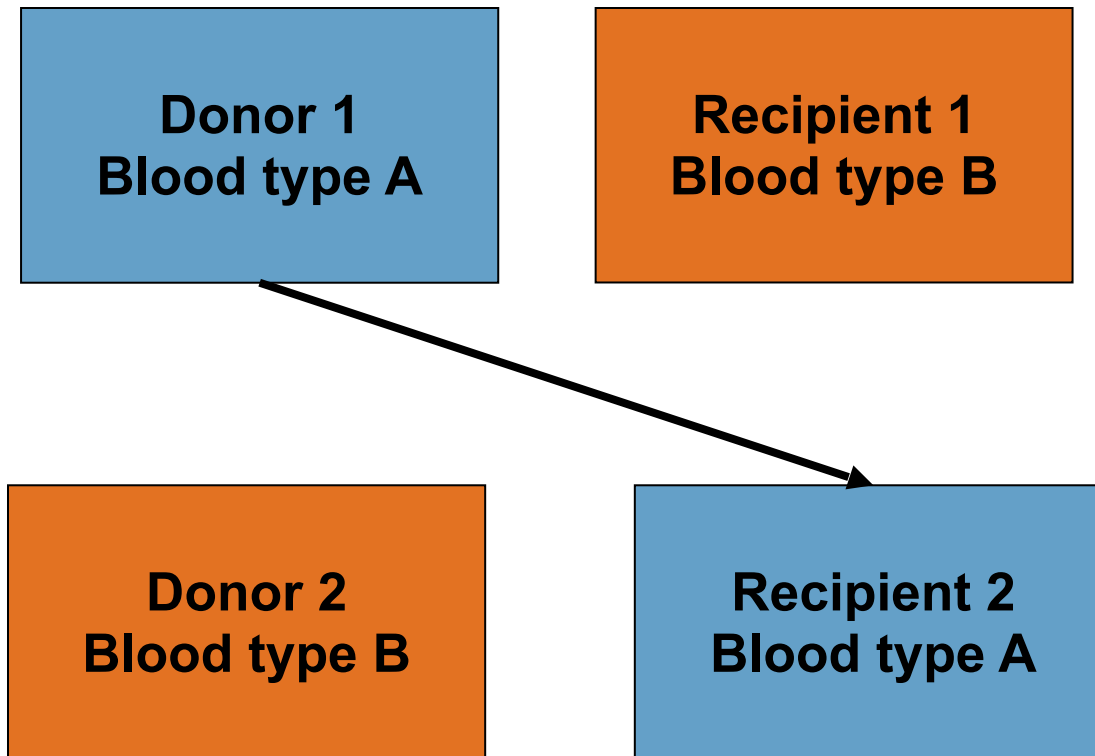 Donor 1
Blood type A
Recipient 1
Blood type B
Donor 2
Blood type B
Recipient 2
Blood type A